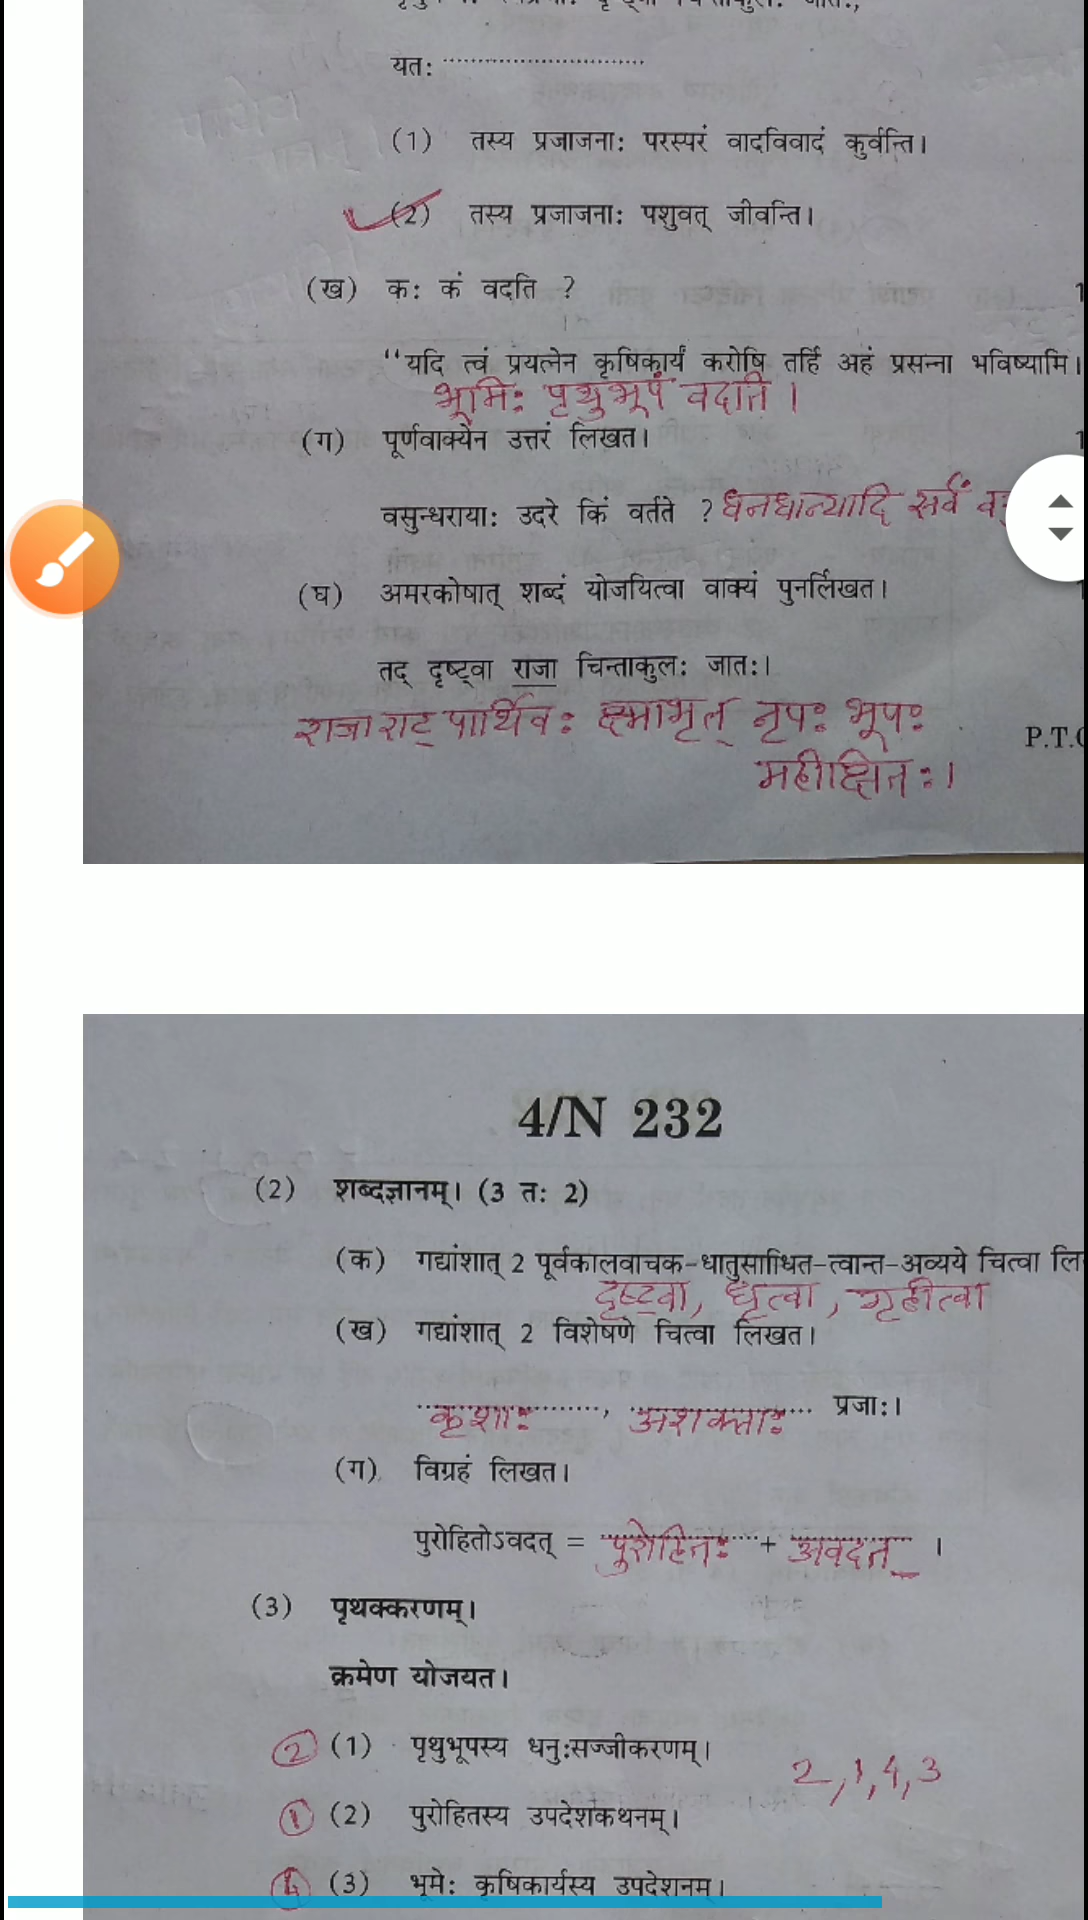 यतः ..............................
(1) तस्य प्रजाजनाः परस्परं वादविवादं कुर्वन्ति।
(2) तस्य प्रजाजनाः पशुवत् जीवन्ति।
(ख) कः कं वदति ? 1
“यदि त्वं प्रयत्नेन कृषिकार्यं करोषि तर्हि अहं प्रसन्ना भविष्यामि।
भूमिः पृथुभूपं वदति।
(ग) पूर्णवाक्येन उत्तरं लिखत। 1
वसुन्धरायाः उदरे किं वर्तते ? धनधान्यादि सर्वं
(घ) अमरकोषात् शब्दं योजयित्वा वाक्यं पुनर्लिखत।
तद् दृष्ट्वा राजा चिन्ताकुलः जातः।
राजा राट् पार्थिवः क्ष्माभृत् नृपः भूपः
महीक्षितः।
P.T.
4/N 232
(2) शब्दज्ञानम्। (3 तः 2)
(क) गद्यांशात् 2 पूर्वकालवाचक-धातुसाधित-त्वान्त-अव्यये चित्वा लि
दृष्ट्वा, धृत्वा, गृहीत्वा
(ख) गद्यांशात् 2 विशेषणे चित्वा लिखत।
कृशाः, अशक्ताः प्रजाः।
(ग) विग्रहं लिखत।
पुरोहितोऽवदत् = पुरोहितः + अवदत् ।
(3) पृथक्करणम्।
क्रमेण योजयत।
2 (1) पृथुभूपस्य धनुःसज्जीकरणम्।
2, 1, 4, 3
1 (2) पुरोहितस्य उपदेशकथनम्।
4 (3) भूमेः कृषिकार्यस्य उपदेशनम्।